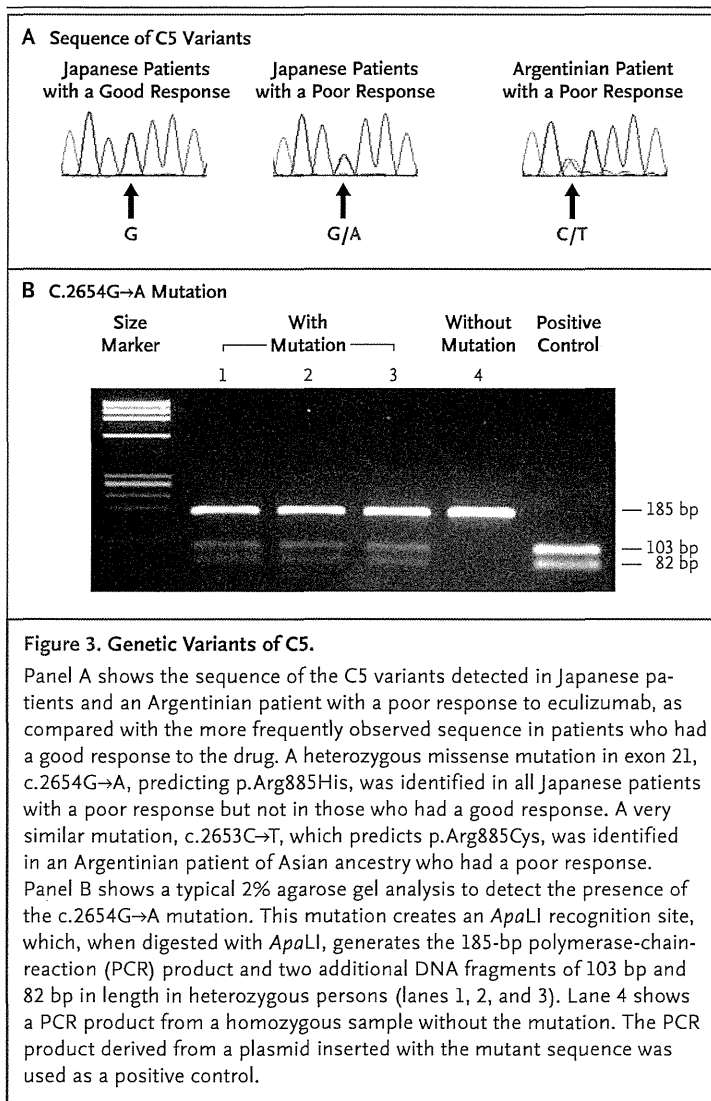 A Sequence of C5 Variants
Japanese Patients with a Good Response
Japanese Patients with a Poor Response
Argentinian Patient with a Poor Response
G
G/A
C/T
B C.2654G→A Mutation
Size Marker
With Mutation
Without Mutation
Positive Control
1 2 3 4
185 bp
103 bp
82 bp
Figure 3. Genetic Variants of C5.
Panel A shows the sequence of the C5 variants detected in Japanese pa-
tients and an Argentinian patient with a poor response to eculizumab, as
compared with the more frequently observed sequence in patients who had
a good response to the drug. A heterozygous missense mutation in exon 21,
c.2654G→A, predicting p.Arg885His, was identified in all Japanese patients
with a poor response but not in those who had a good response. A very
similar mutation, c.2653C→T, which predicts p.Arg885Cys, was identified
in an Argentinian patient of Asian ancestry who had a poor response.
Panel B shows a typical 2% agarose gel analysis to detect the presence of
the c.2654G→A mutation. This mutation creates an ApaLI recognition site,
which, when digested with ApaLI, generates the 185-bp polymerase-chain-
reaction (PCR) product and two additional DNA fragments of 103 bp and
82 bp in length in heterozygous persons (lanes 1, 2, and 3). Lane 4 shows
a PCR product from a homozygous sample without the mutation. The PCR
product derived from a plasmid inserted with the mutant sequence was
used as a positive control.